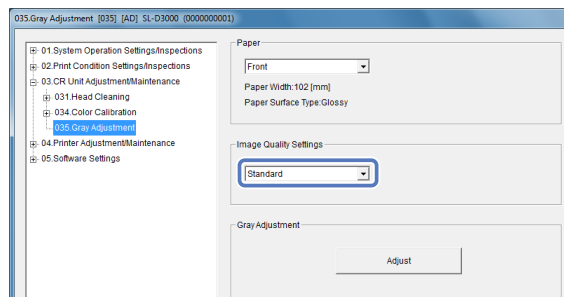 035.Gray Adjustment [035] [AD] SL-D3000 (0000000001)
01.System Operation Settings/Inspections
02.Print Condition Settings/Inspections
03.CR Unit Adjustment/Maintenance
031.Head Cleaning
034.Color Calibration
035.Gray Adjustment
04.Printer Adjustment/Maintenance
05.Software Settings
Paper
Front
Paper Width:102 [mm]
Paper Surface Type:Glossy
Image Quality Settings
Standard
Gray Adjustment
Adjust